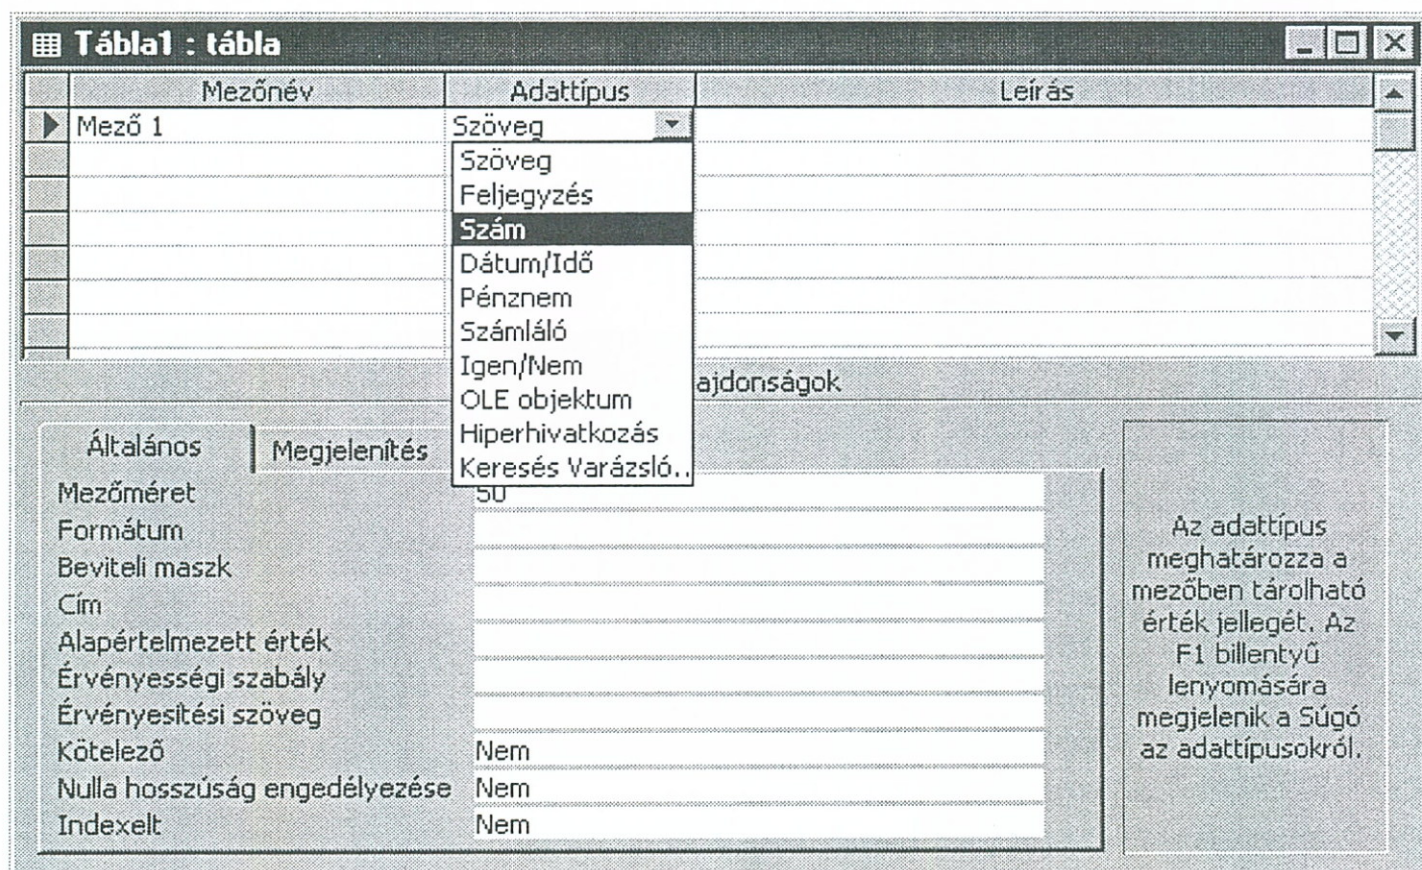 Tábla1 : tábla
Mezőnév Adattípus Leírás
Mező 1 Szöveg
Szöveg
Feljegyzés
Szám
Dátum/Idő
Pénznem
Számláló
Igen/Nem
OLE objektum
Hiperhivatkozás
Keresés Varázsló..
ajdonságok
Általános Megjelenítés
Mezőméret 50
Formátum
Beviteli maszk
Cím
Alapértelmezett érték
Érvényességi szabály
Érvényesítési szöveg
Kötelező Nem
Nulla hosszúság engedélyezése Nem
Indexelt Nem
Az adattípus
meghatározza a
mezőben tárolható
érték jellegét. Az
F1 billentyű
lenyomására
megjelenik a Súgó
az adattípusokról.